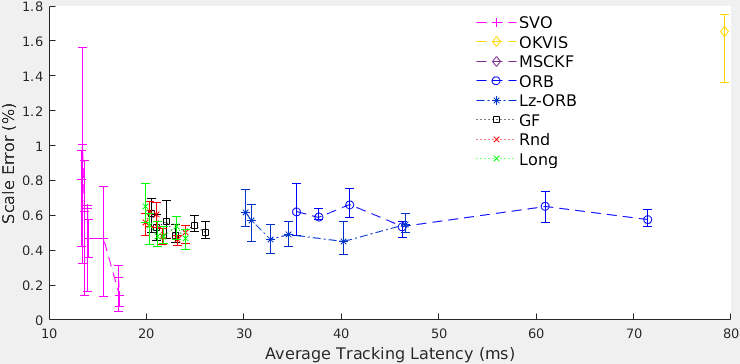 1.8
1.6
1.4
1.2
1
0.8
0.6
0.4
0.2
0
Scale Error (%)
SVO
OKVIS
MSCKF
ORB
Lz-ORB
GF
Rnd
Long
10 20 30 40 50 60 70 80
Average Tracking Latency (ms)